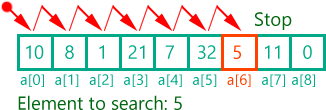 Stop
10 8 1 21 7 32 5 11 0
a[0] a[1] a[2] a[3] a[4] a[5] a[6] a[7] a[8]
Element to search: 5